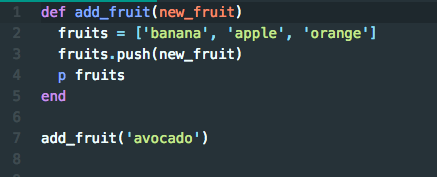 1 def add_fruit(new_fruit)
2   fruits = ['banana', 'apple', 'orange']
3   fruits.push(new_fruit)
4   p fruits
5 end
6
7 add_fruit('avocado')
8